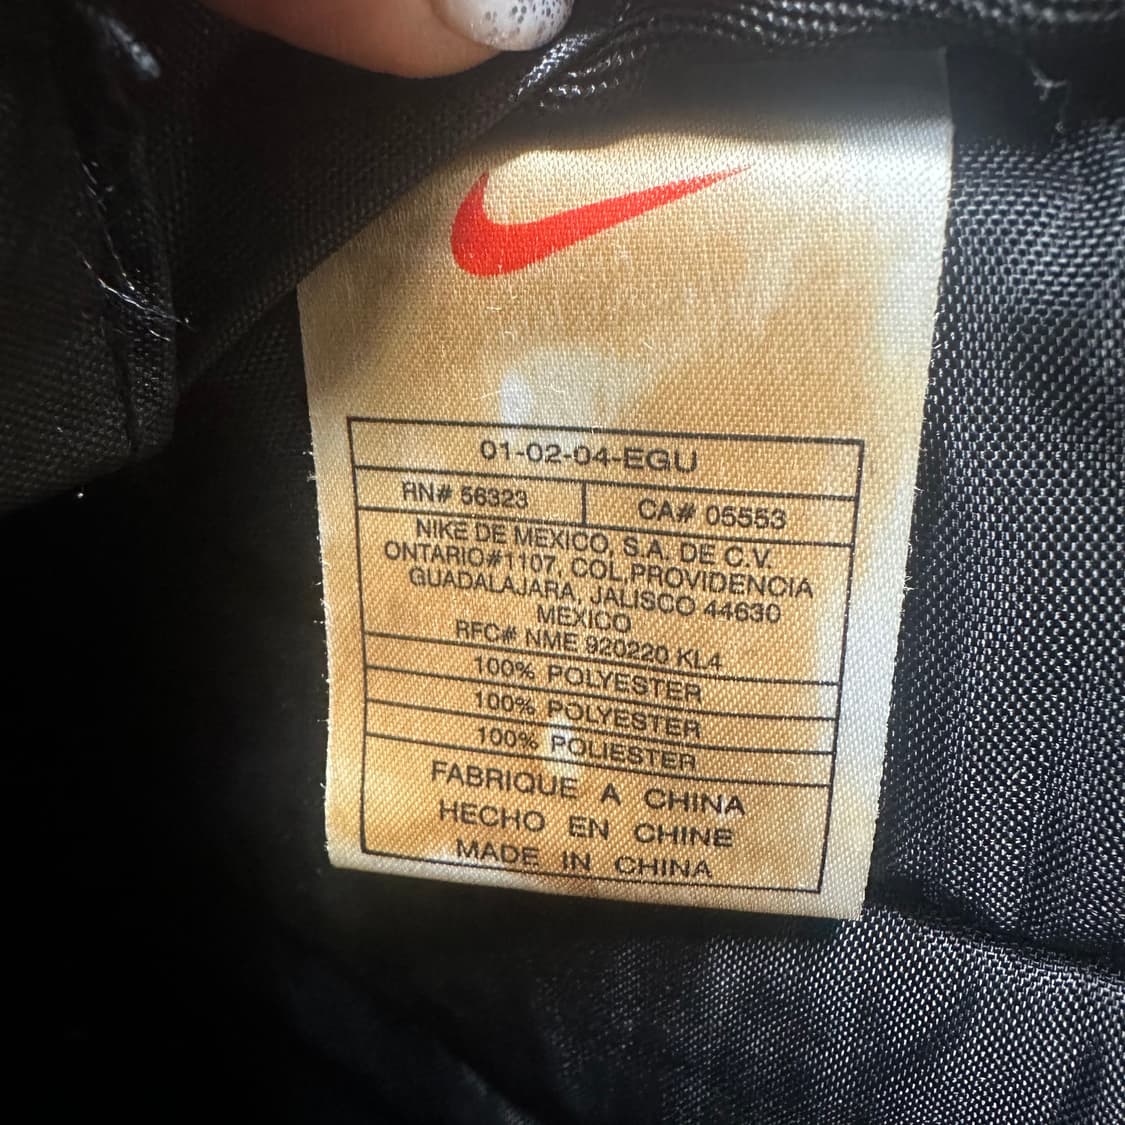 01-02-04-EGU
RN# 56323 CA# 05553
NIKE DE MEXICO, S.A. DE C.V.
ONTARIO#1107, COL,PROVIDENCIA
GUADALAJARA, JALISCO 44630
MEXICO
RFC# NME 920220 KL4
100% POLYESTER
100% POLYESTER
100% POLIESTER
FABRIQUE A CHINA
HECHO EN CHINE
MADE IN CHINA